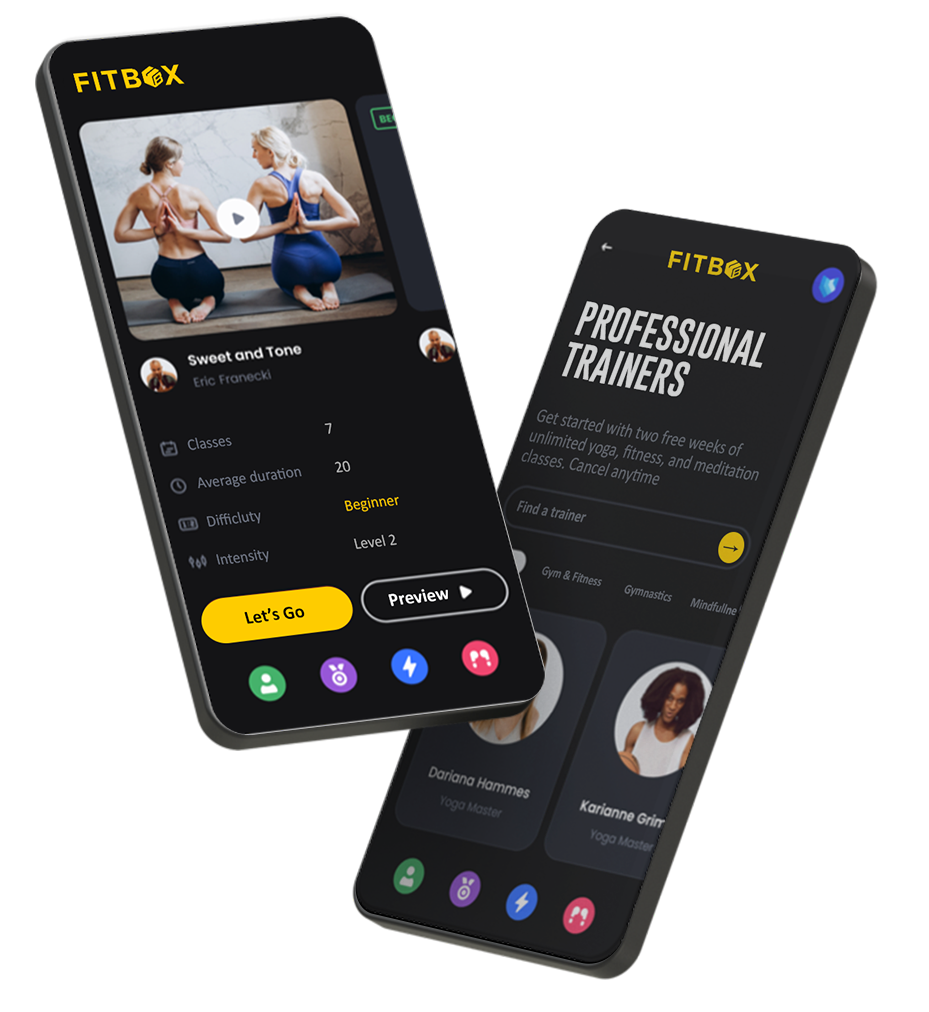 FITBOX
Sweet and Tone
Eric Franecki
Classes 7
Average duration 20
Difficluty Beginner
Intensity Level 2
Let's Go
Preview
FITBOX
PROFESSIONAL
TRAINERS
Get started with two free weeks of
unlimited yoga, fitness, and meditation
classes. Cancel anytime
Find a trainer
Gym & Fitness Gymnastics Mindfullne
Dariana Hammes
Yoga Master
Karianne Grim
Yoga Master